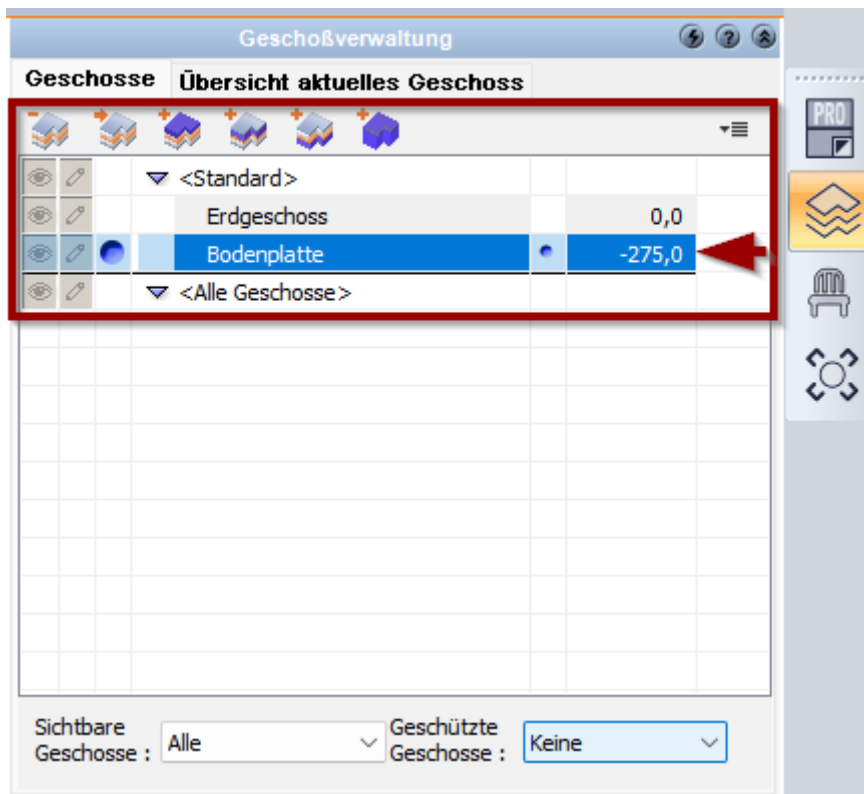 Geschoßverwaltung
Geschosse Übersicht aktuelles Geschoss
<Standard>
Erdgeschoss 0,0
Bodenplatte -275,0
<Alle Geschosse>
Sichtbare Geschosse : Alle Geschützte Geschosse : Keine
PRO